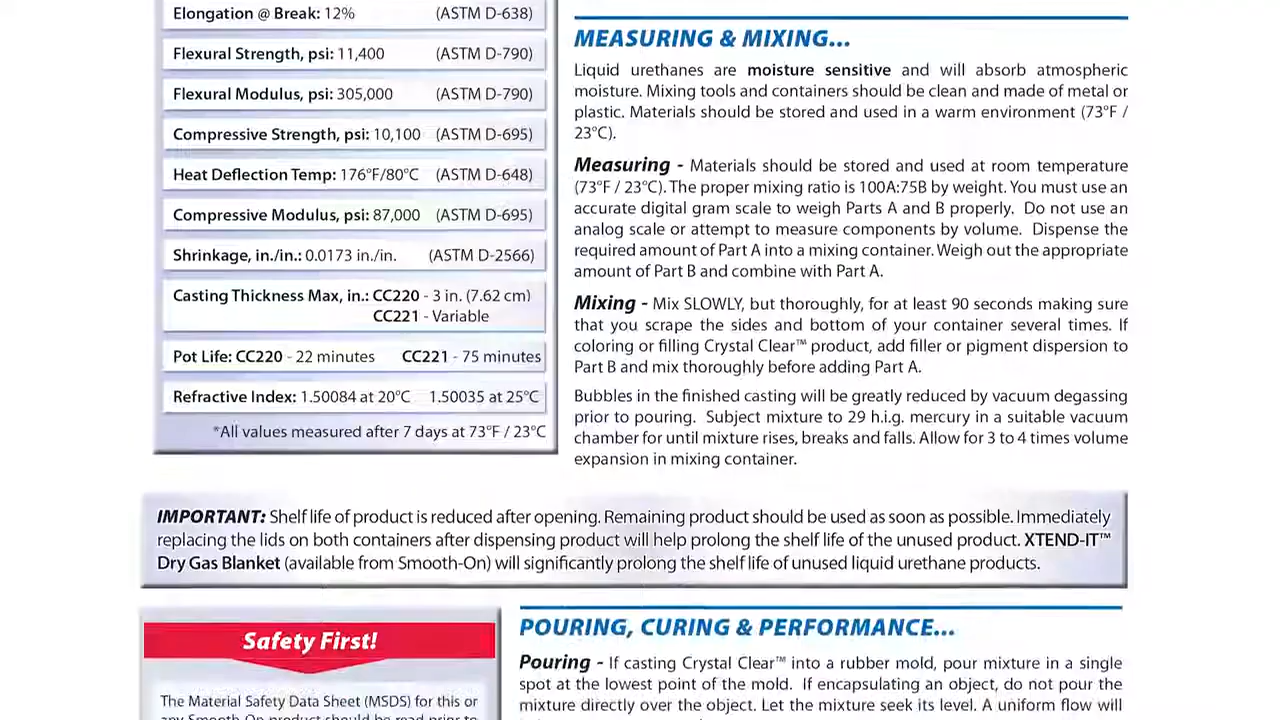 Elongation @ Break: 12% (ASTM D-638)
Flexural Strength, psi: 11,400 (ASTM D-790)
Flexural Modulus, psi: 305,000 (ASTM D-790)
Compressive Strength, psi: 10,100 (ASTM D-695)
Heat Deflection Temp: 176°F/80°C (ASTM D-648)
Compressive Modulus, psi: 87,000 (ASTM D-695)
Shrinkage, in./in.: 0.0173 in./in. (ASTM D-2566)
Casting Thickness Max, in.: CC220 - 3 in. (7.62 cm)
CC221 - Variable
Pot Life: CC220 - 22 minutes CC221 - 75 minutes
Refractive Index: 1.50084 at 20°C 1.50035 at 25°C
*All values measured after 7 days at 73°F / 23°C
MEASURING & MIXING...
Liquid urethanes are moisture sensitive and will absorb atmospheric
moisture. Mixing tools and containers should be clean and made of metal or
plastic. Materials should be stored and used in a warm environment (73°F /
23°C).
Measuring - Materials should be stored and used at room temperature
(73°F / 23°C). The proper mixing ratio is 100A:75B by weight. You must use an
accurate digital gram scale to weigh Parts A and B properly. Do not use an
analog scale or attempt to measure components by volume. Dispense the
required amount of Part A into a mixing container. Weigh out the appropriate
amount of Part B and combine with Part A.
Mixing - Mix SLOWLY, but thoroughly, for at least 90 seconds making sure
that you scrape the sides and bottom of your container several times. If
coloring or filling Crystal Clear™ product, add filler or pigment dispersion to
Part B and mix thoroughly before adding Part A.
Bubbles in the finished casting will be greatly reduced by vacuum degassing
prior to pouring. Subject mixture to 29 h.i.g. mercury in a suitable vacuum
chamber for until mixture rises, breaks and falls. Allow for 3 to 4 times volume
expansion in mixing container.
IMPORTANT: Shelf life of product is reduced after opening. Remaining product should be used as soon as possible. Immediately
replacing the lids on both containers after dispensing product will help prolong the shelf life of the unused product. XTEND-IT™
Dry Gas Blanket (available from Smooth-On) will significantly prolong the shelf life of unused liquid urethane products.
Safety First!
The Material Safety Data Sheet (MSDS) for this or
any Smooth-On product should be read prior to
POURING, CURING & PERFORMANCE...
Pouring - If casting Crystal Clear™ into a rubber mold, pour mixture in a single
spot at the lowest point of the mold. If encapsulating an object, do not pour the
mixture directly over the object. Let the mixture seek its level. A uniform flow will